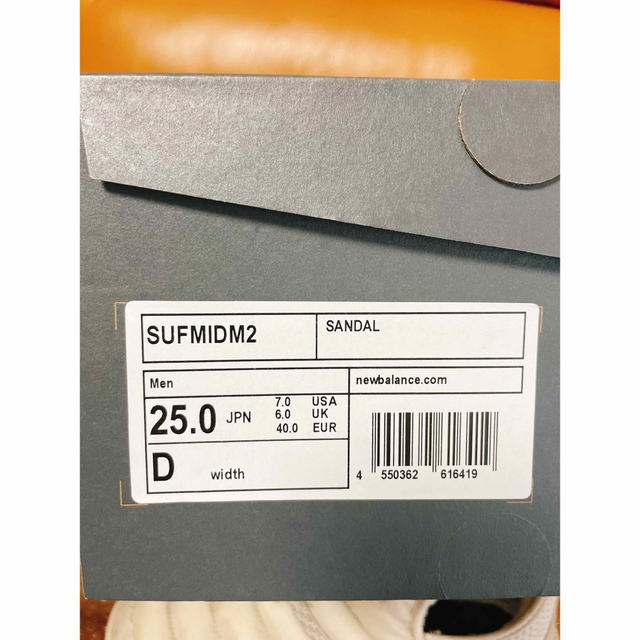 SUFMIDM2
SANDAL
Men
newbalance.com
25.0 JPN
7.0 USA
6.0 UK
40.0 EUR
D width
4 550362 616419